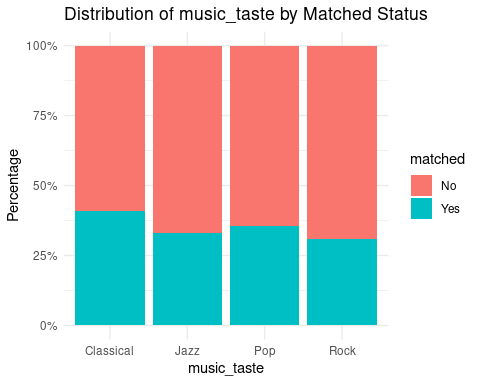 Distribution of music_taste by Matched Status
Percentage
100%
75%
50%
25%
0%
Classical
Jazz
Pop
Rock
music_taste
matched
No
Yes